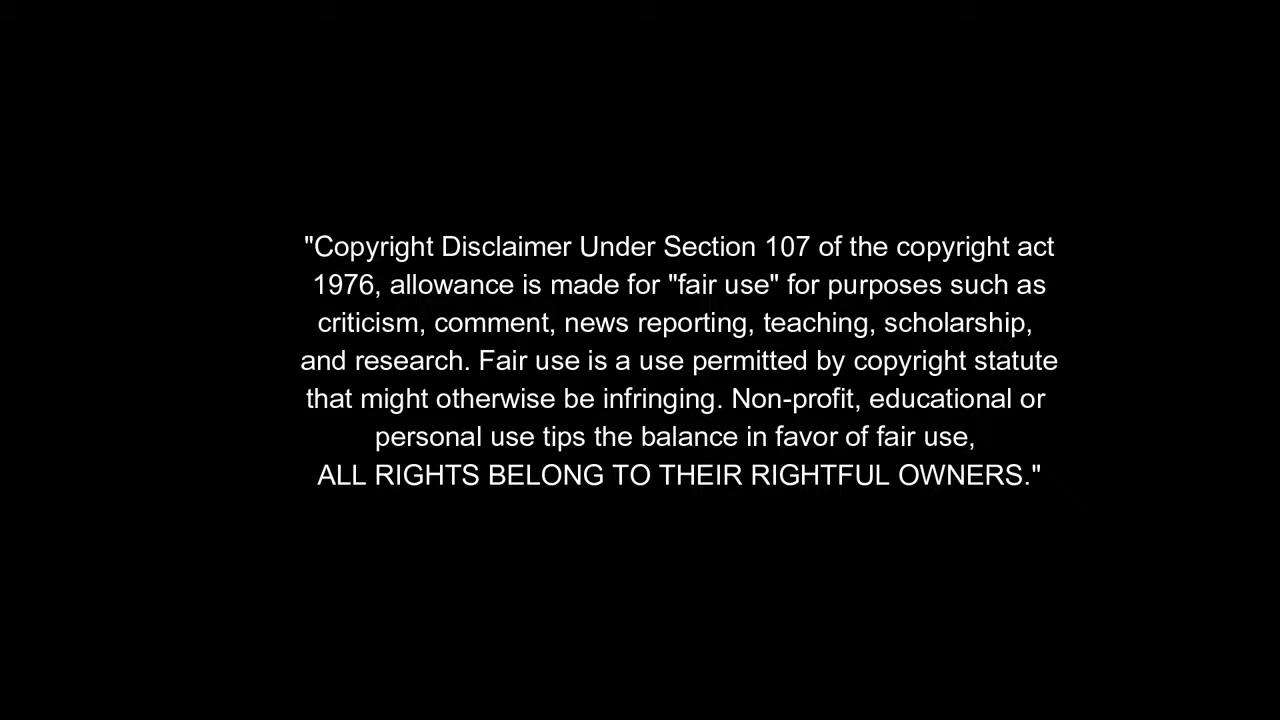 "Copyright Disclaimer Under Section 107 of the copyright act
1976, allowance is made for "fair use" for purposes such as
criticism, comment, news reporting, teaching, scholarship,
and research. Fair use is a use permitted by copyright statute
that might otherwise be infringing. Non-profit, educational or
personal use tips the balance in favor of fair use,
ALL RIGHTS BELONG TO THEIR RIGHTFUL OWNERS."